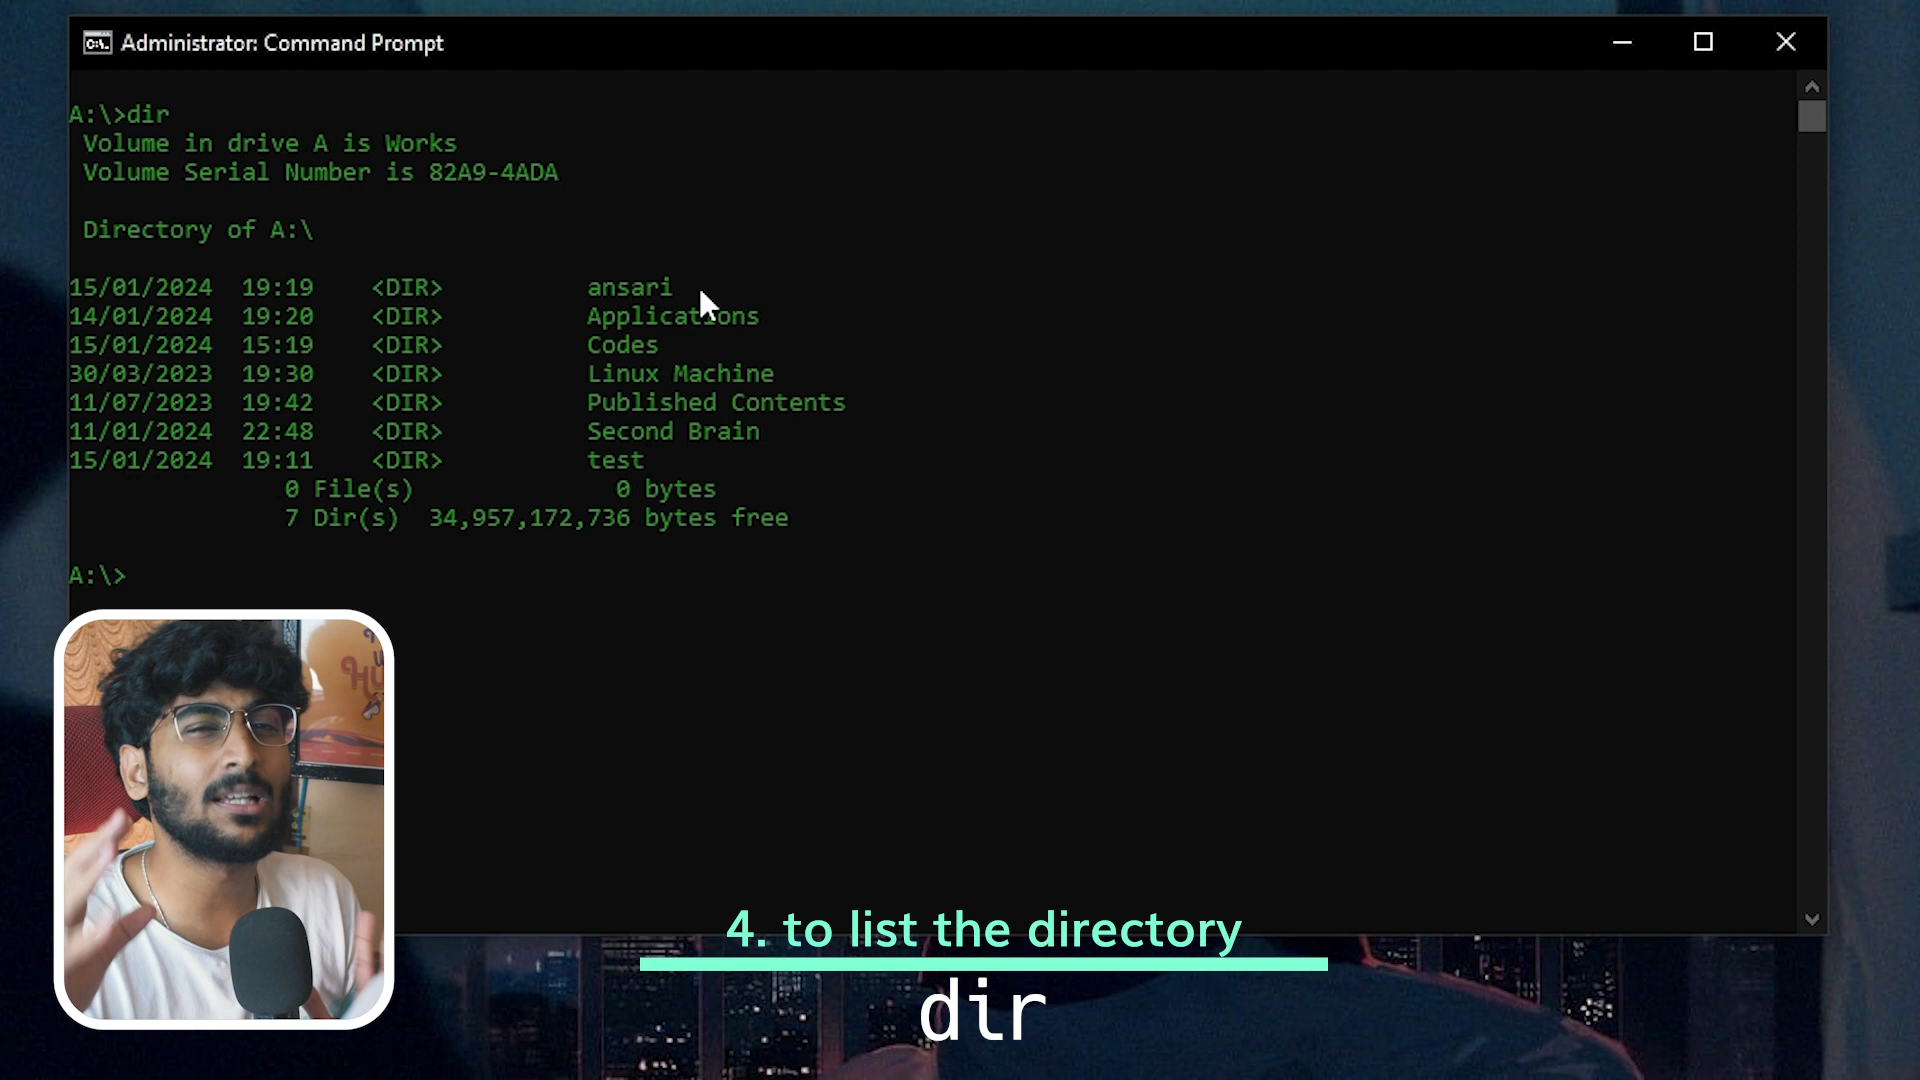 Administrator: Command Prompt
A:\>dir
Volume in drive A is Works
Volume Serial Number is 82A9-4ADA
Directory of A:\
15/01/2024  19:19    <DIR>          ansari
14/01/2024  19:20    <DIR>          Applications
15/01/2024  15:19    <DIR>          Codes
30/03/2023  19:30    <DIR>          Linux Machine
11/07/2023  19:42    <DIR>          Published Contents
11/01/2024  22:48    <DIR>          Second Brain
15/01/2024  19:11    <DIR>          test
0 File(s)              0 bytes
7 Dir(s)  34,957,172,736 bytes free
A:\>
4. to list the directory
dir